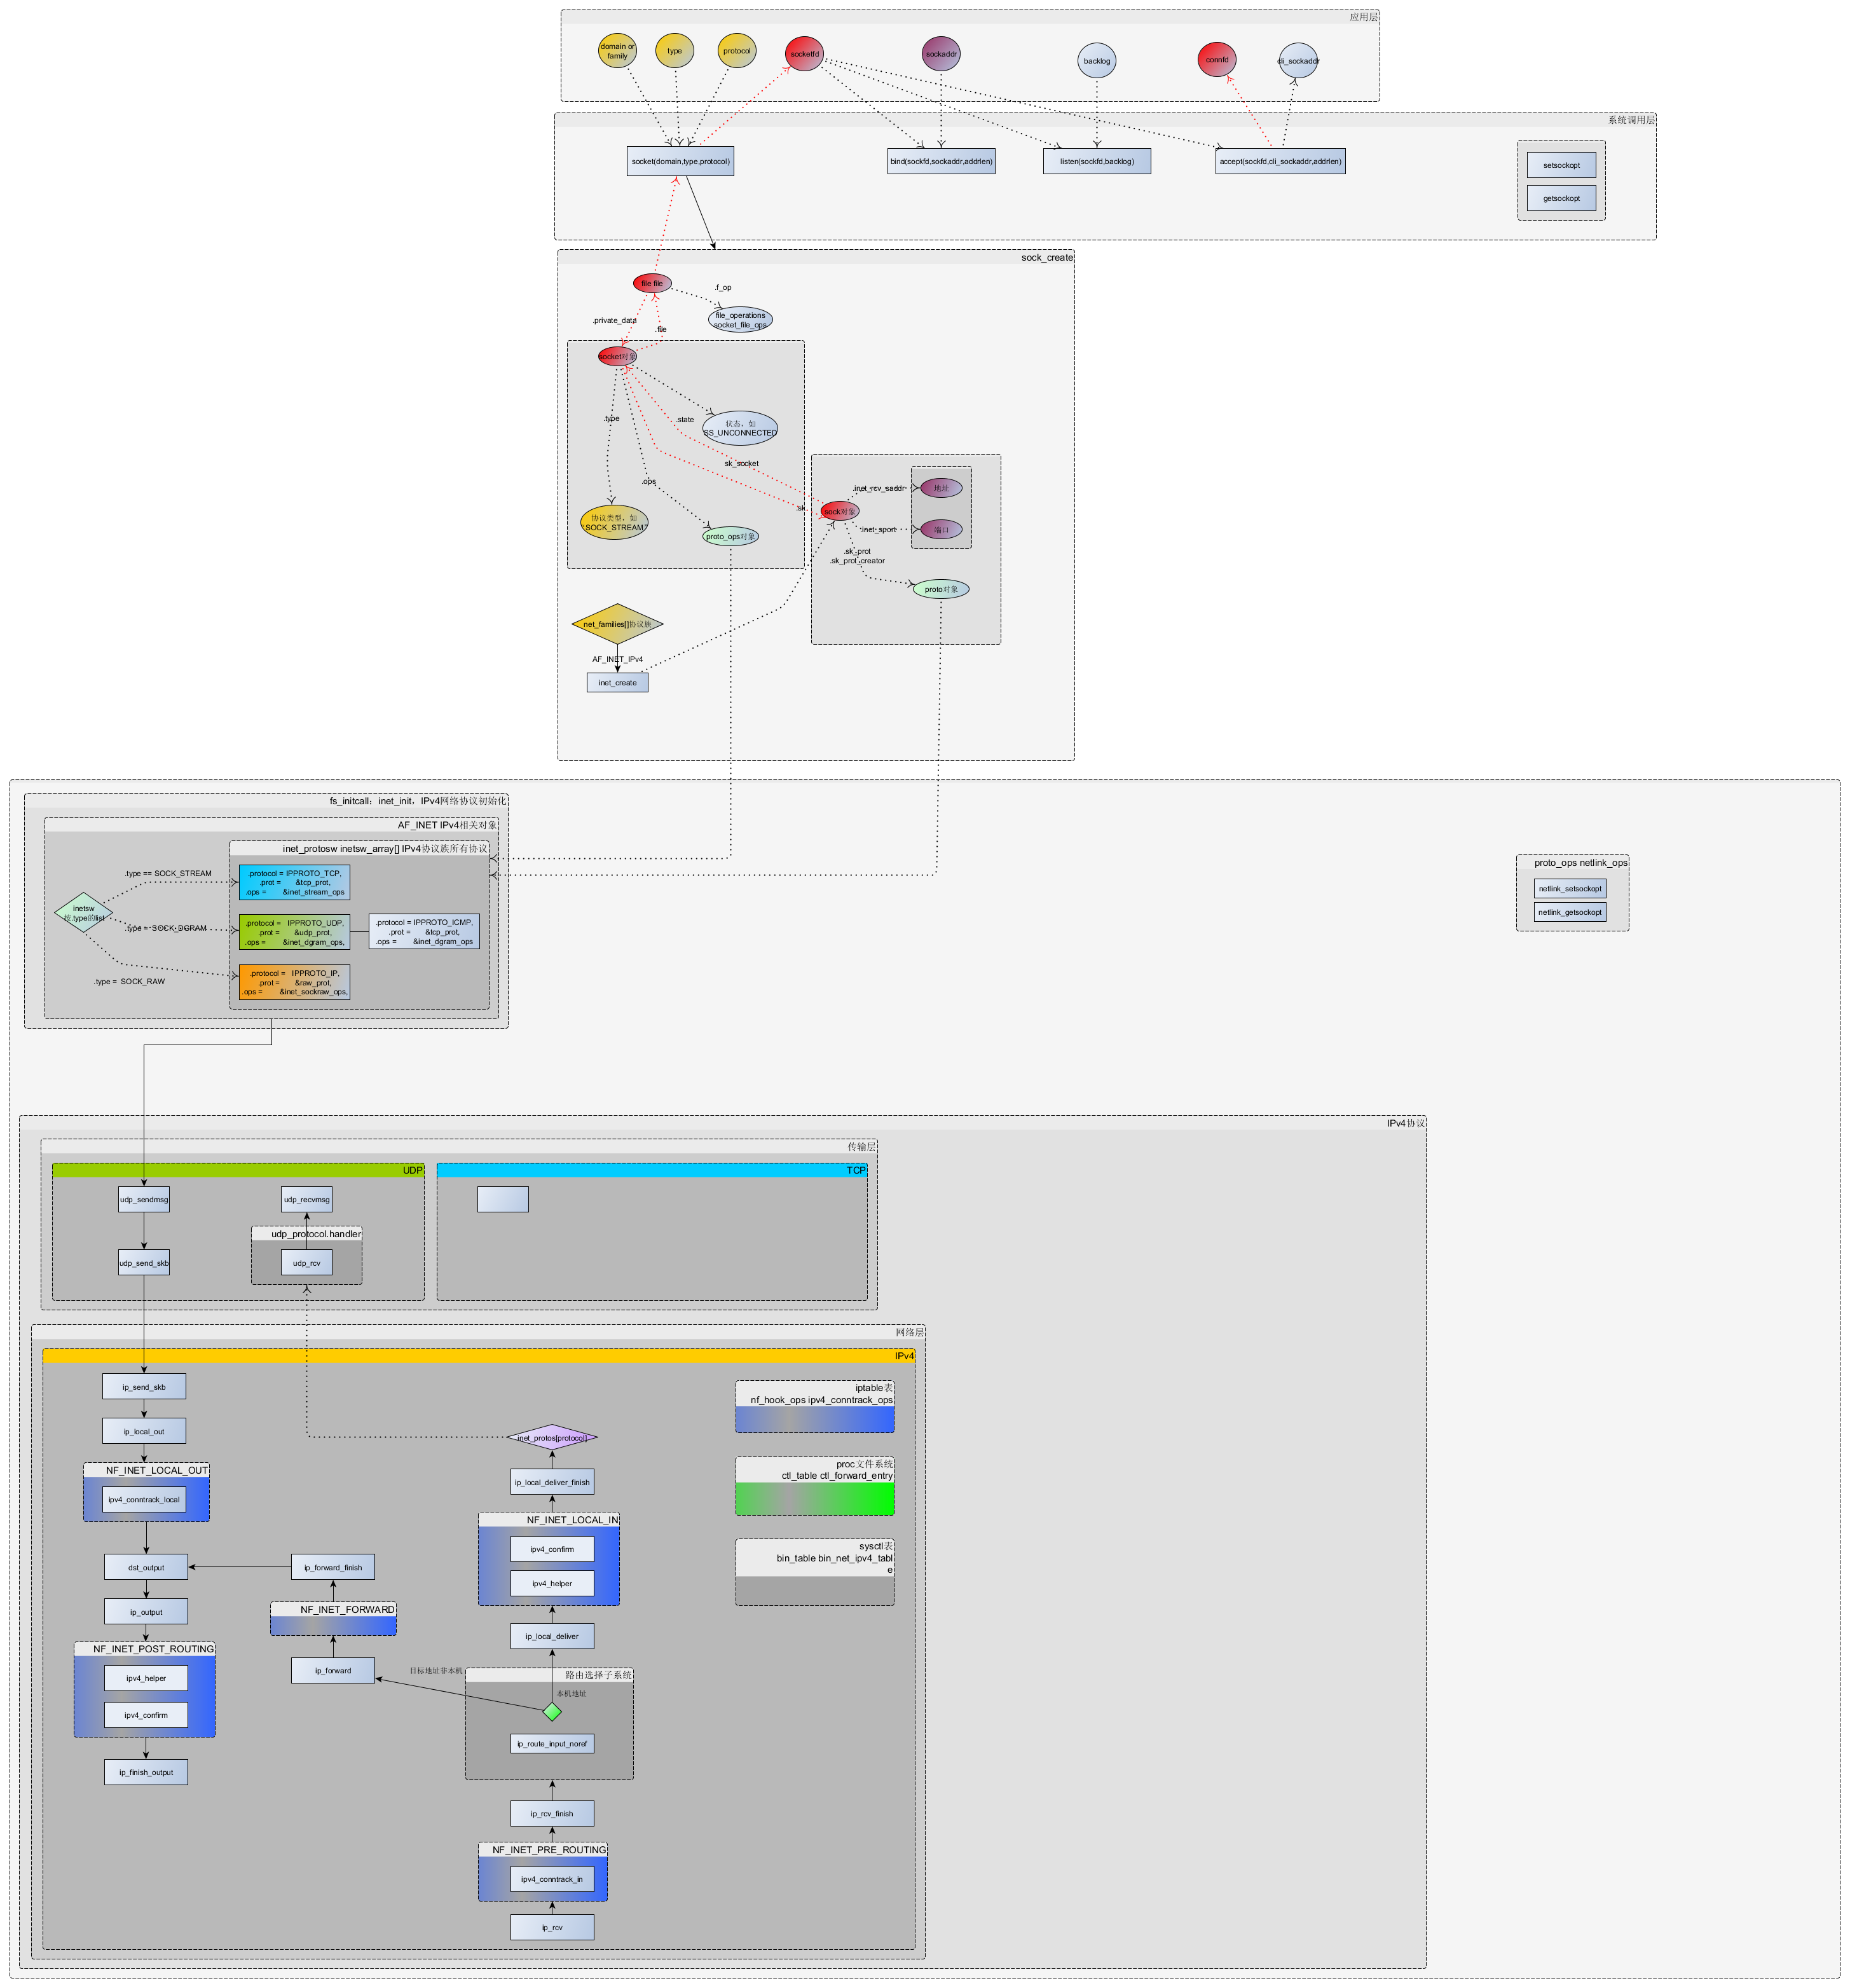 应用层
domain or
family
type
protocol
socketfd
sockaddr
backlog
connfd
cli_sockaddr
系统调用层
socket(domain,type,protocol)
bind(sockfd,sockaddr,addrlen)
listen(sockfd,backlog)
accept(sockfd,cli_sockaddr,addrlen)
setsockopt
getsockopt
sock_create
file file
.f_op
file_operations
socket_file_ops
.private_data
.file
socket对象
.type
.state
状态，如
SS_UNCONNECTED
sk_socket
.ops
.sk
协议类型，如
"SOCK_STREAM"
proto_ops对象
sock对象
.inet_rcv_saddr
地址
.inet_sport
端口
.sk_prot
.sk_prot_creator
proto对象
net_families[]协议族
AF_INET_IPv4
inet_create
fs_initcall：inet_init，IPv4网络协议初始化
AF_INET IPv4相关对象
inet_protosw inetsw_array[] IPv4协议族所有协议
.type == SOCK_STREAM
.protocol = IPPROTO_TCP,
.prot = &tcp_prot,
.ops = &inet_stream_ops
inetsw
按.type的list
.type = SOCK_DGRAM
.protocol = IPPROTO_UDP,
.prot = &udp_prot,
.ops = &inet_dgram_ops,
.protocol = IPPROTO_ICMP,
.prot = &tcp_prot,
.ops = &inet_dgram_ops
.type = SOCK_RAW
.protocol = IPPROTO_IP,
.prot = &raw_prot,
.ops = &inet_sockraw_ops,
proto_ops netlink_ops
netlink_setsockopt
netlink_getsockopt
IPv4协议
传输层
UDP
TCP
udp_sendmsg
udp_recvmsg
udp_protocol.handler
udp_send_skb
udp_rcv
网络层
IPv4
ip_send_skb
ip_local_out
NF_INET_LOCAL_OUT
ipv4_conntrack_local
dst_output
ip_output
NF_INET_POST_ROUTING
ipv4_helper
ipv4_confirm
ip_finish_output
ip_forward_finish
NF_INET_FORWARD
ip_forward
目标地址非本机
inet_protos[protocol]
ip_local_deliver_finish
NF_INET_LOCAL_IN
ipv4_confirm
ipv4_helper
ip_local_deliver
路由选择子系统
本机地址
ip_route_input_noref
ip_rcv_finish
NF_INET_PRE_ROUTING
ipv4_conntrack_in
ip_rcv
iptable表
nf_hook_ops ipv4_conntrack_ops
proc文件系统
ctl_table ctl_forward_entry
sysctl表
bin_table bin_net_ipv4_tabl
e